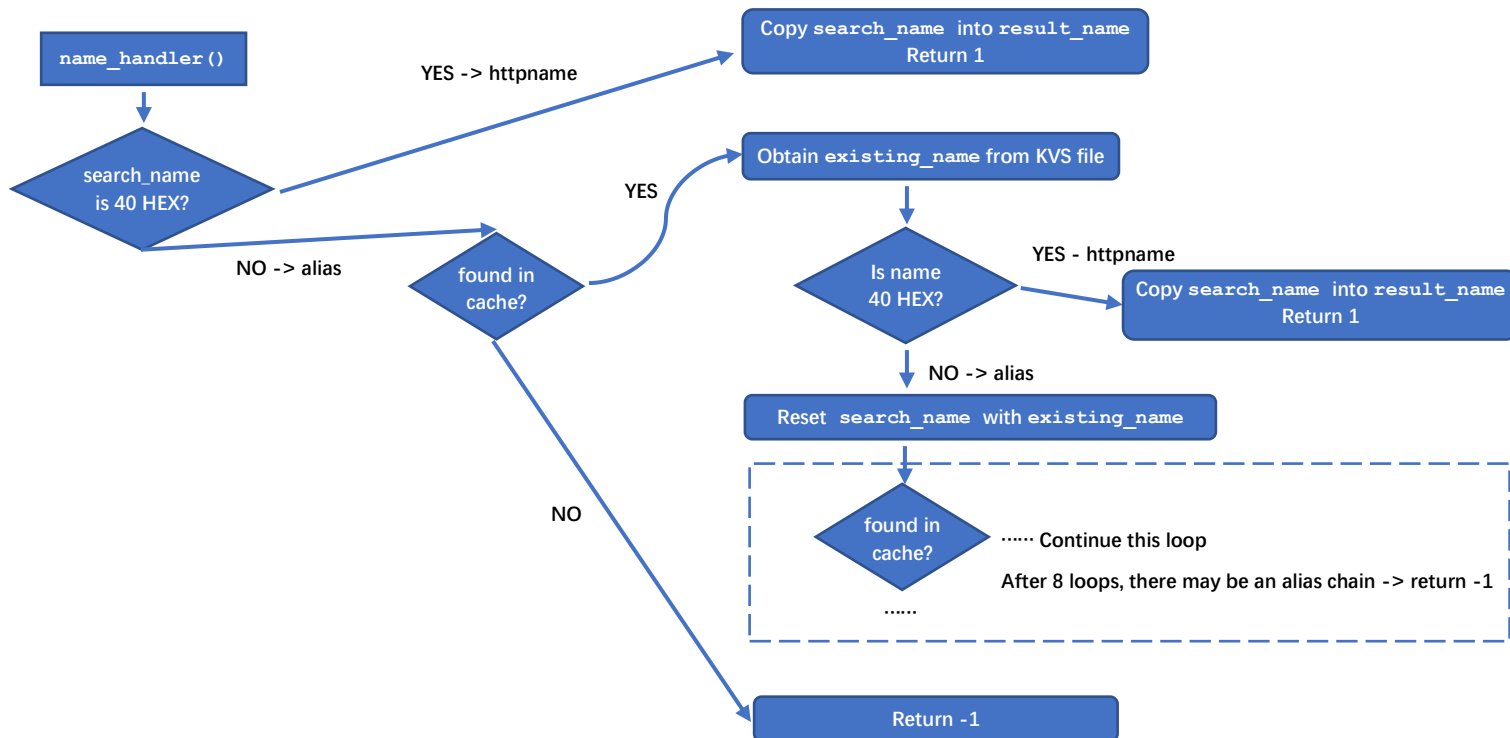 name_handler()
search_name
is 40 HEX?
YES -> httpname
Copy search_name into result_name
Return 1
NO -> alias
found in
cache?
YES
Obtain existing_name from KVS file
Is name
40 HEX?
YES - httpname
Copy search_name into result_name
Return 1
NO -> alias
Reset search_name with existing_name
found in
cache?
...... Continue this loop
After 8 loops, there may be an alias chain -> return -1
......
NO
Return -1